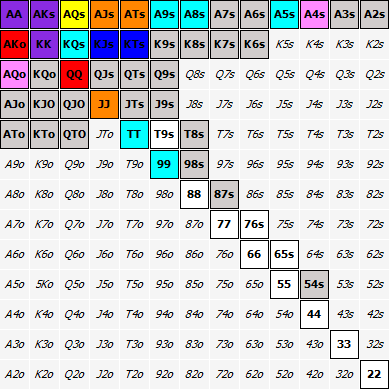 AA AKs AQs AJs ATs A9s A8s A7s A6s A5s A4s A3s A2s
AKo KK KQs KJs KTs K9s K8s K7s K6s K5s K4s K3s K2s
AQo KQo QQ QJs QTs Q9s Q8s Q7s Q6s Q5s Q4s Q3s Q2s
AJo KJO QJO JJ JTs J9s J8s J7s J6s J5s J4s J3s J2s
ATo KTo QTO JTo TT T9s T8s T7s T6s T5s T4s T3s T2s
A9o K9o Q9o J9o T9o 99 98s 97s 96s 95s 94s 93s 92s
A8o K8o Q8o J8o T8o 98o 88 87s 86s 85s 84s 83s 82s
A7o K7o Q7o J7o T7o 97o 87o 77 76s 75s 74s 73s 72s
A6o K6o Q6o J6o T6o 96o 86o 76o 66 65s 64s 63s 62s
A5o 5Ko Q5o J5o T5o 95o 85o 75o 65o 55 54s 53s 52s
A4o K4o Q4o J4o T4o 94o 84o 74o 64o 54o 44 43s 42s
A3o K3o Q3o J3o T3o 93o 83o 73o 63o 53o 43o 33 32s
A2o K2o Q2o J2o T2o 92o 82o 72o 62o 52o 42o 32o 22